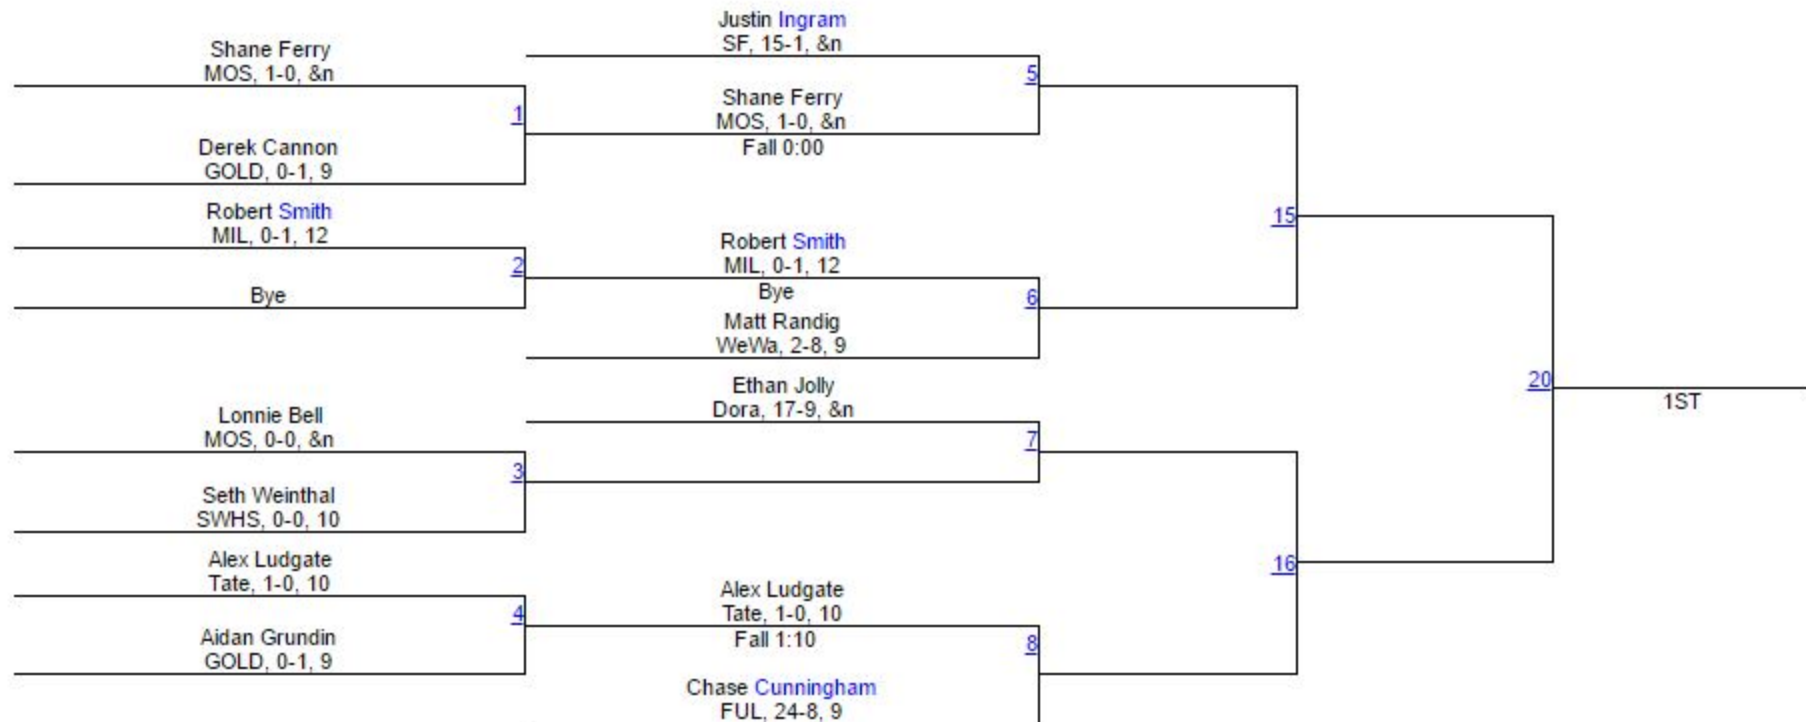 Shane Ferry
MOS, 1-0, &n
1
Derek Cannon
GOLD, 0-1, 9
Robert Smith
MIL, 0-1, 12
2
Bye
Lonnie Bell
MOS, 0-0, &n
3
Seth Weinthal
SWHS, 0-0, 10
Alex Ludgate
Tate, 1-0, 10
4
Aidan Grundin
GOLD, 0-1, 9
Justin Ingram
SF, 15-1, &n
5
Shane Ferry
MOS, 1-0, &n
Fall 0:00
Robert Smith
MIL, 0-1, 12
Bye
6
Matt Randig
WeWa, 2-8, 9
Ethan Jolly
Dora, 17-9, &n
7
Alex Ludgate
Tate, 1-0, 10
Fall 1:10
8
Chase Cunningham
FUL, 24-8, 9
15
16
20
1ST